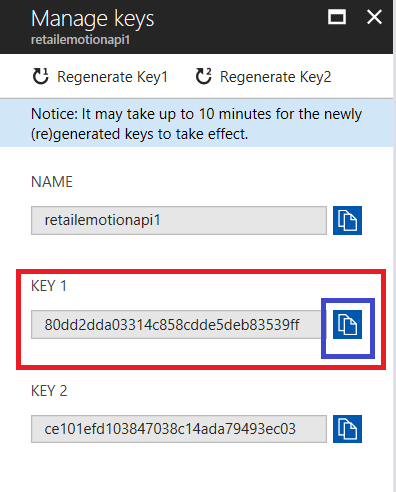 Manage keys
retailemotionapi1
Regenerate Key1 Regenerate Key2
Notice: It may take up to 10 minutes for the newly
(re)generated keys to take effect.
NAME
retailemotionapi1
KEY 1
80dd2dda03314c858cdde5deb83539ff
KEY 2
ce101efd103847038c14ada79493ec03